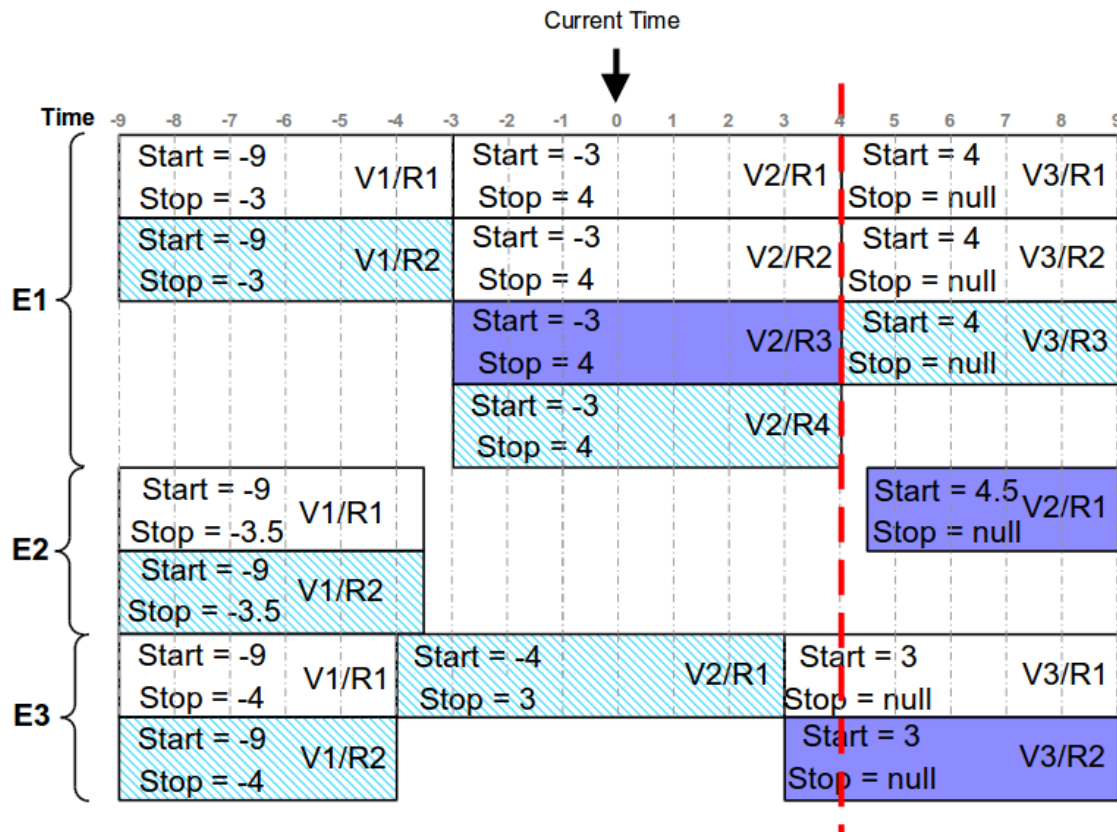 Current Time
Time -9 -8 -7 -6 -5 -4 -3 -2 -1 0 1 2 3 4 5 6 7 8 9
E1
Start = -9
Stop = -3
V1/R1
Start = -3
Stop = 4
V2/R1
Start = 4
Stop = null
V3/R1
Start = -9
Stop = -3
V1/R2
Start = -3
Stop = 4
V2/R2
Start = 4
Stop = null
V3/R2
Start = -3
Stop = 4
V2/R3
Start = 4
Stop = null
V3/R3
Start = -3
Stop = 4
V2/R4
E2
Start = -9
Stop = -3.5
V1/R1
Start = 4.5
Stop = null
V2/R1
Start = -9
Stop = -3.5
V1/R2
E3
Start = -9
Stop = -4
V1/R1
Start = -4
Stop = 3
V2/R1
Start = 3
Stop = null
V3/R1
Start = -9
Stop = -4
V1/R2
Start = 3
Stop = null
V3/R2